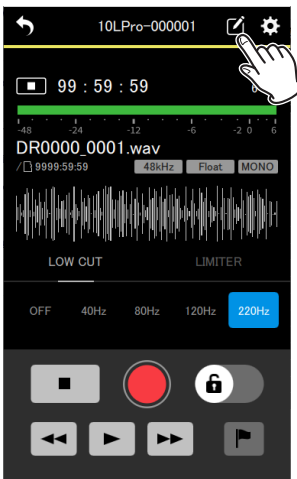 10LPro-000001
99 : 59 : 59
-48 -24 -12 -6 -2 0 6
DR0000_0001.wav
/ 9999:59:59 48kHz Float MONO
LOW CUT LIMITER
OFF 40Hz 80Hz 120Hz 220Hz